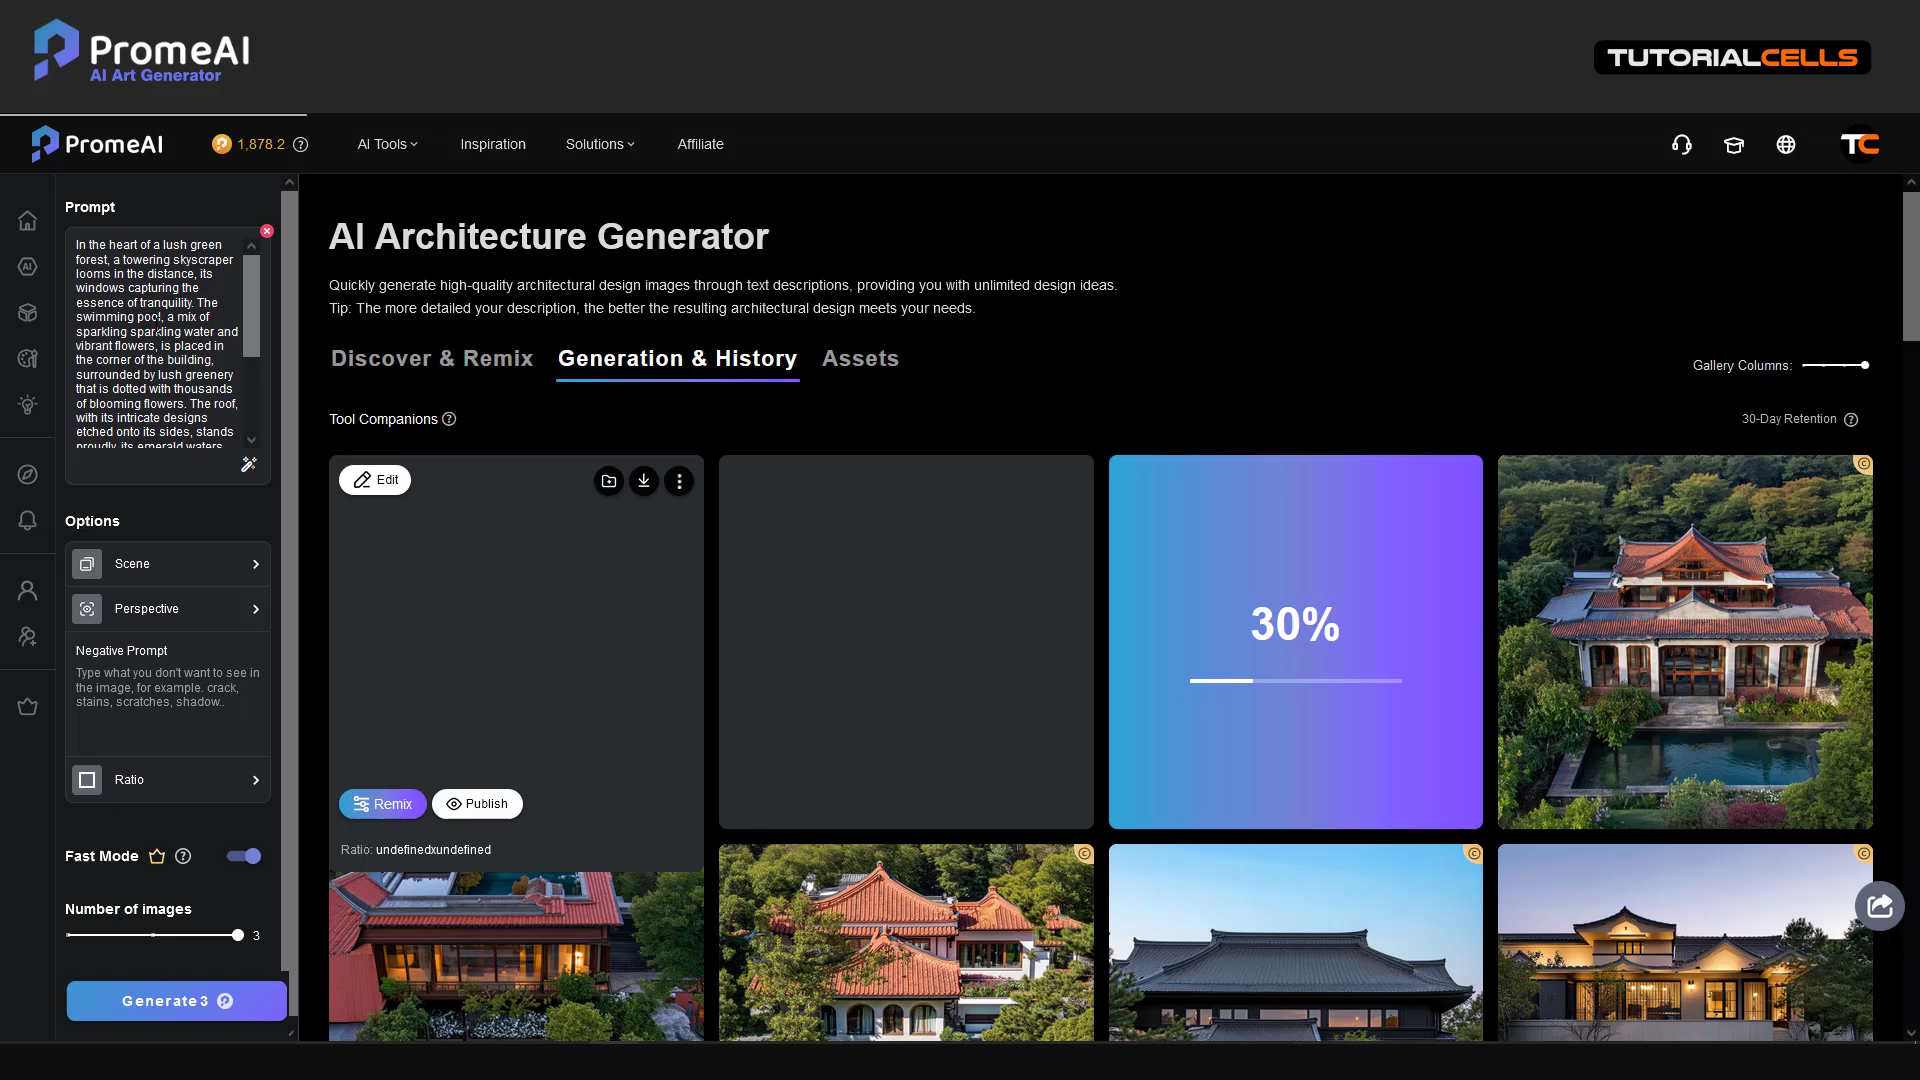 PromeAI
AI Art Generator
TUTORIALCELLS
PromeAI
1,878.2
AI Tools
Inspiration
Solutions
Affiliate
TC
Prompt
In the heart of a lush green
forest, a towering skyscraper
looms in the distance, its
windows capturing the
essence of tranquility. The
swimming pool, a mix of
sparkling sparkling water and
vibrant flowers, is placed in
the corner of the building,
surrounded by lush greenery
that is dotted with thousands
of blooming flowers. The roof,
with its intricate designs
etched onto its sides, stands
proudly, its emerald waters
Options
Scene
Perspective
Negative Prompt
Type what you don't want to see in
the image, for example. crack,
stains, scratches, shadow..
Ratio
Fast Mode
Number of images
3
Generate 3
AI Architecture Generator
Quickly generate high-quality architectural design images through text descriptions, providing you with unlimited design ideas.
Tip: The more detailed your description, the better the resulting architectural design meets your needs.
Discover & Remix
Generation & History
Assets
Gallery Columns:
Tool Companions
30-Day Retention
Edit
30%
Remix
Publish
Ratio: undefinedxundefined